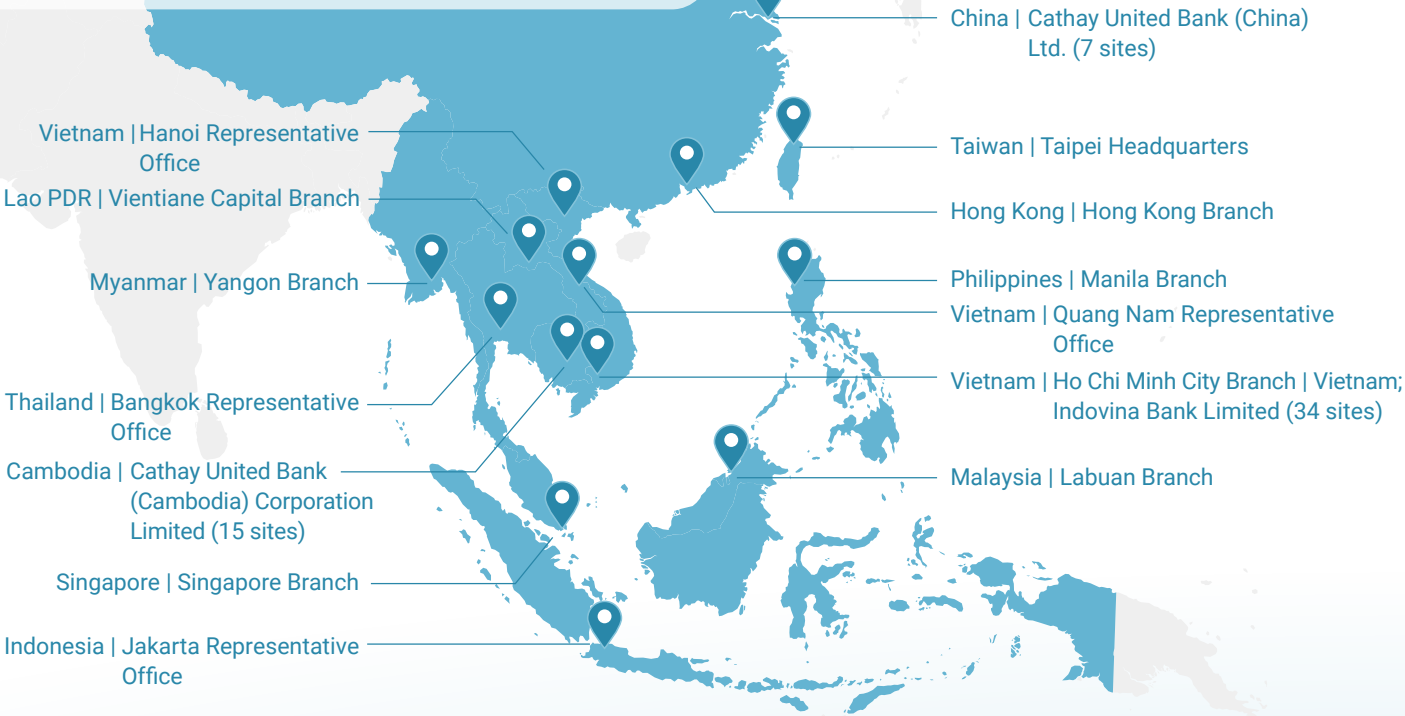 China | Cathay United Bank (China)
Ltd. (7 sites)
Vietnam | Hanoi Representative
Office
Lao PDR | Vientiane Capital Branch
Myanmar | Yangon Branch
Thailand | Bangkok Representative
Office
Cambodia | Cathay United Bank
(Cambodia) Corporation
Limited (15 sites)
Singapore | Singapore Branch
Indonesia | Jakarta Representative
Office
Taiwan | Taipei Headquarters
Hong Kong | Hong Kong Branch
Philippines | Manila Branch
Vietnam | Quang Nam Representative
Office
Vietnam | Ho Chi Minh City Branch | Vietnam;
Indovina Bank Limited (34 sites)
Malaysia | Labuan Branch